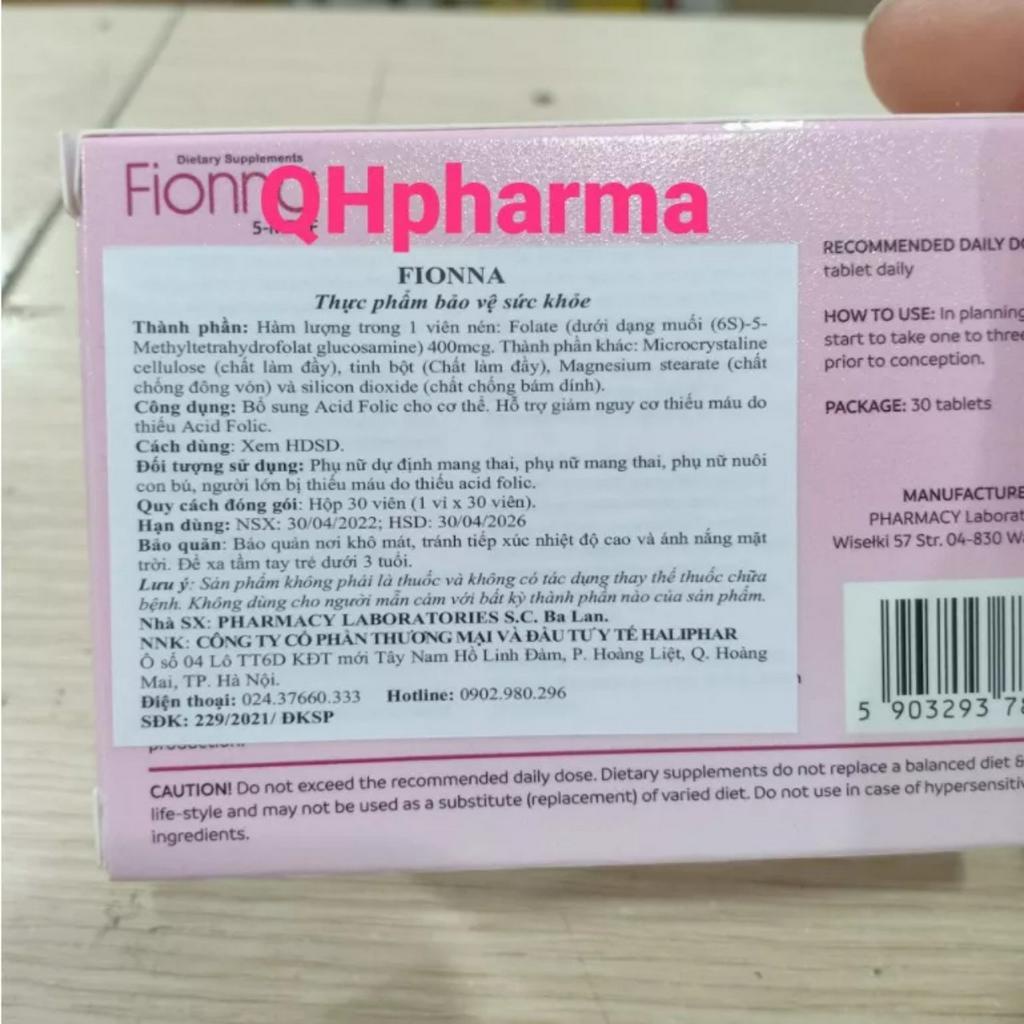 Dietary Supplements
Fionna
QHpharma
FIONNA
Thực phẩm bảo vệ sức khỏe
Thành phần: Hàm lượng trong 1 viên nén: Folate (dưới dạng muối (6S)-5-
Methyltetrahydrofolat glucosamine) 400mcg. Thành phần khác: Microcrystaline
cellulose (chất làm đầy), tinh bột (Chất làm đầy), Magnesium stearate (chất
chống đông vón) và silicon dioxide (chất chống bám dính).
Công dụng: Bổ sung Acid Folic cho cơ thể. Hỗ trợ giảm nguy cơ thiếu máu do
thiếu Acid Folic.
Cách dùng: Xem HDSD.
Đối tượng sử dụng: Phụ nữ dự định mang thai, phụ nữ mang thai, phụ nữ nuôi
con bú, người lớn bị thiếu máu do thiếu acid folic.
Quy cách đóng gói: Hộp 30 viên (1 vỉ x 30 viên).
Hạn dùng: NSX: 30/04/2022; HSD: 30/04/2026
Bảo quản: Bảo quản nơi khô mát, tránh tiếp xúc nhiệt độ cao và ánh nắng mặt
trời. Để xa tầm tay trẻ dưới 3 tuổi.
Lưu ý: Sản phẩm không phải là thuốc và không có tác dụng thay thế thuốc chữa
bệnh. Không dùng cho người mẫn cảm với bất kỳ thành phần nào của sản phẩm.
Nhà SX: PHARMACY LABORATORIES S.C. Ba Lan.
NNK: CÔNG TY CỔ PHẦN THƯƠNG MẠI VÀ ĐẦU TƯ Y TẾ HALIPHAR
Ô số 04 Lô TT6D KĐT mới Tây Nam Hồ Linh Đàm, P. Hoàng Liệt, Q. Hoàng
Mai, TP. Hà Nội.
Điện thoại: 024.37660.333 Hotline: 0902.980.296
SĐK: 229/2021/ ĐKSP
RECOMMENDED DAILY
tablet daily
HOW TO USE: In planning
start to take one to three
prior to conception.
PACKAGE: 30 tablets
MANUFACTURE
PHARMACY Laborat
Wiselki 57 Str. 04-830
5 903293
CAUTION! Do not exceed the recommended daily dose. Dietary supplements do not replace a balanced diet &
life-style and may not be used as a substitute (replacement) of varied diet. Do not use in case of hypersensitiv
ingredients.